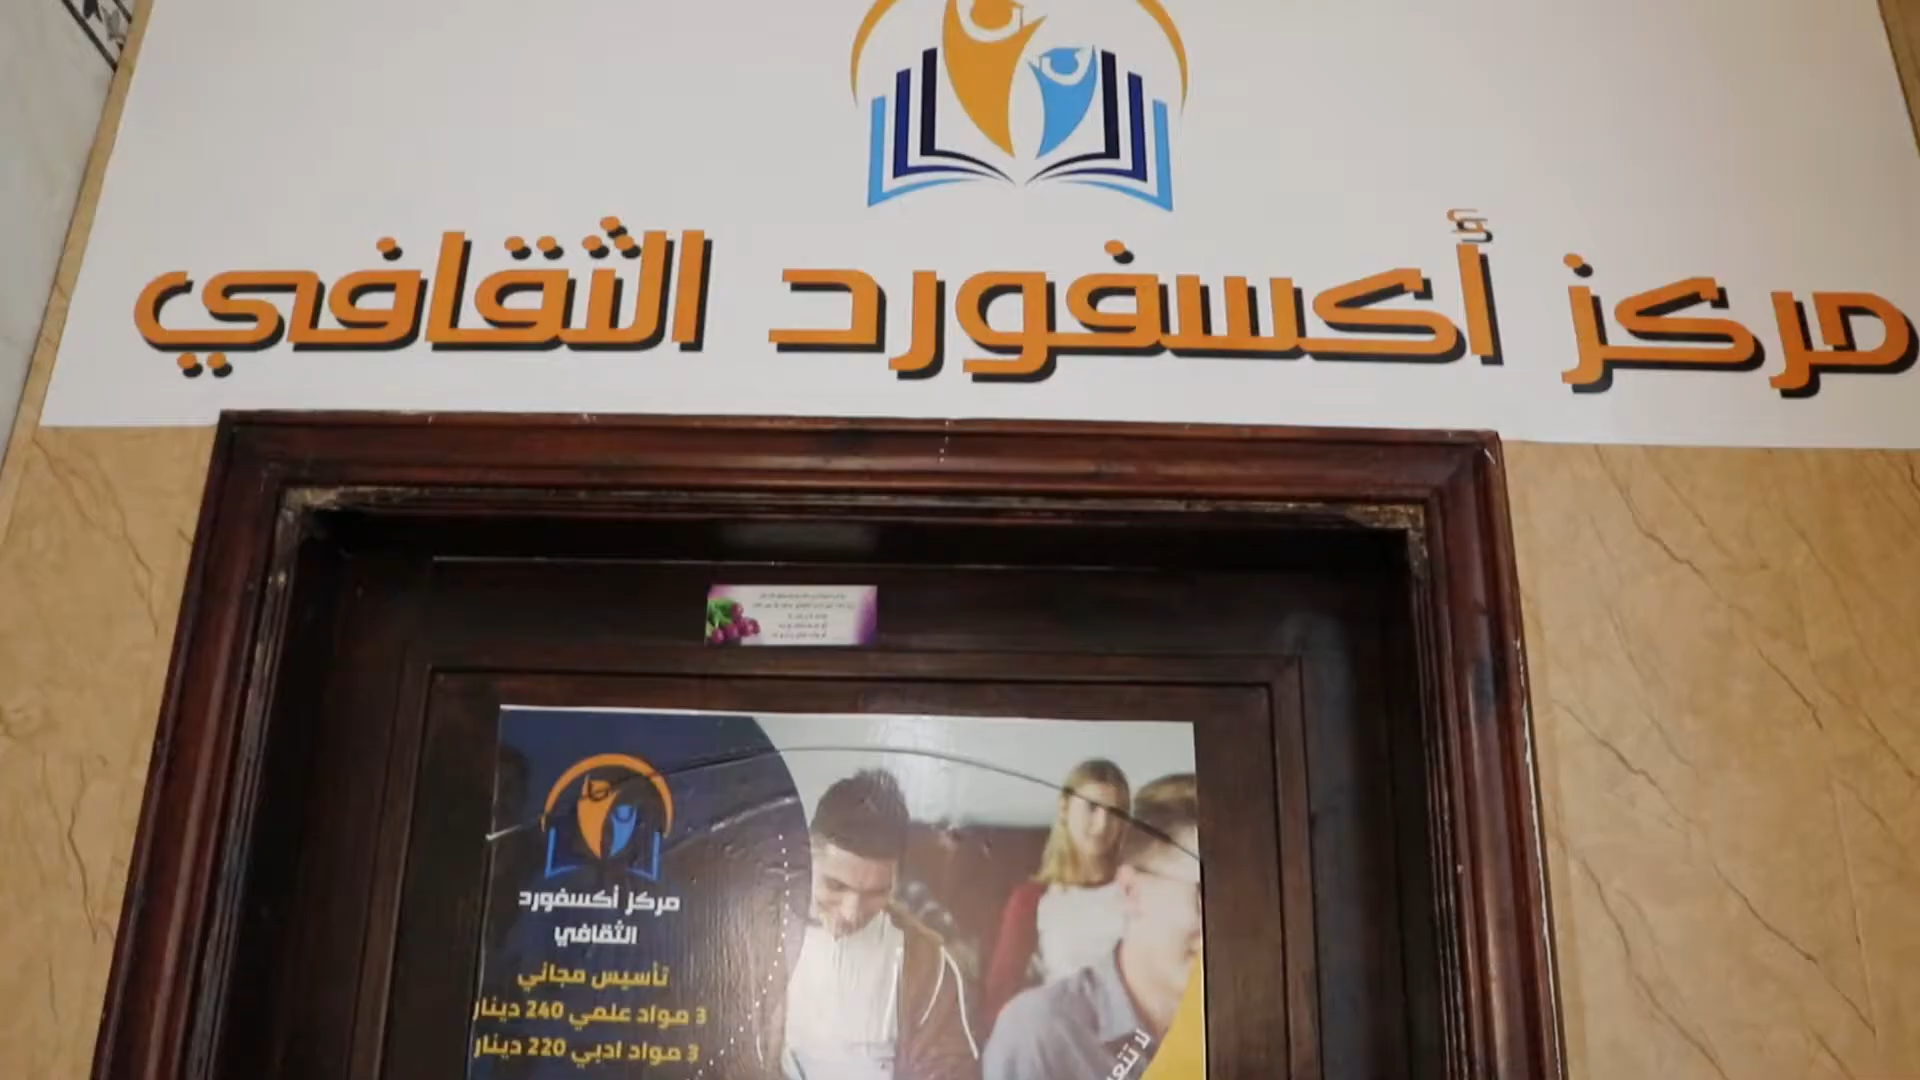 مركز أكسفورد الثقافي
مركز أكسفورد
الثقافي
تأسيس مجاني
3 مواد علمي 240 دينار
3 مواد ادبي 220 دينار